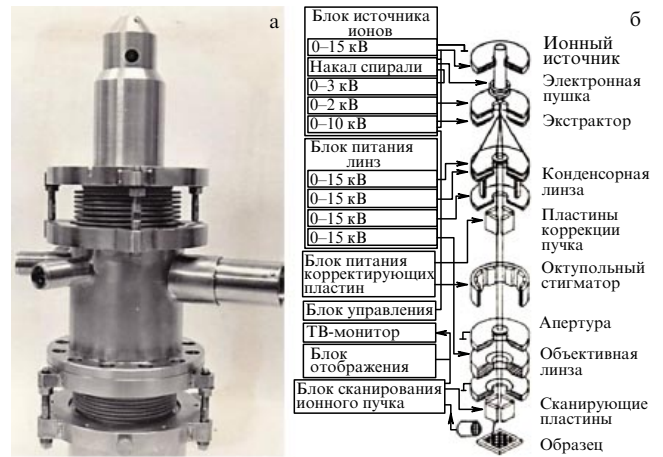 а
б
Блок источника
ионов
0–15 кВ
Накал спирали
0–3 кВ
0–2 кВ
0–10 кВ
Блок питания
линз
0–15 кВ
0–15 кВ
0–15 кВ
0–15 кВ
Блок питания
корректирующих
пластин
Блок управления
ТВ-монитор
Блок
отображения
Блок сканирования
ионного пучка
Ионный
источник
Электронная
пушка
Экстрактор
Конденсорная
линза
Пластины
коррекции
пучка
Октупольный
стигматор
Апертура
Объективная
линза
Сканирующие
пластины
Образец